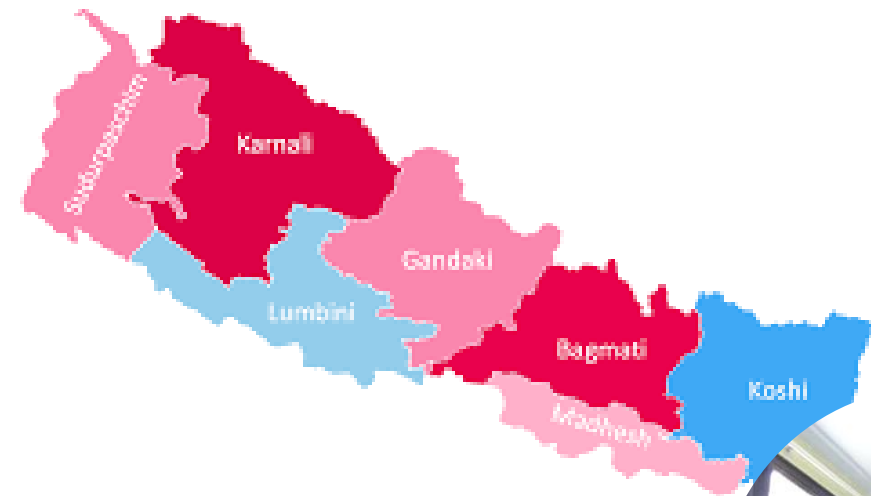 Sudurpaschim
Karnali
Gandaki
Lumbini
Bagmati
Koshi
Madhesh